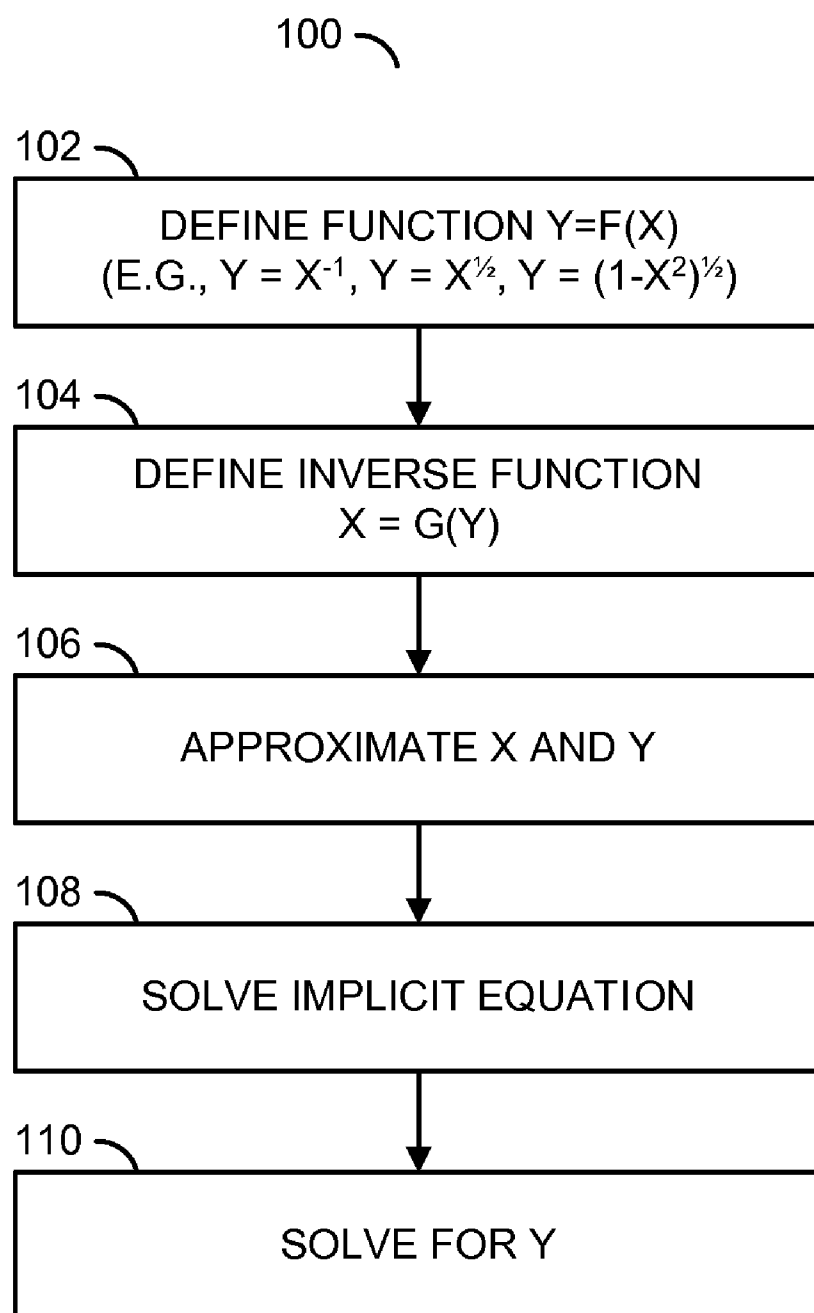 100
102
DEFINE FUNCTION Y=F(X)
(E.G., Y = X⁻¹, Y = X^½, Y = (1-X²)^½)
104
DEFINE INVERSE FUNCTION
X = G(Y)
106
APPROXIMATE X AND Y
108
SOLVE IMPLICIT EQUATION
110
SOLVE FOR Y